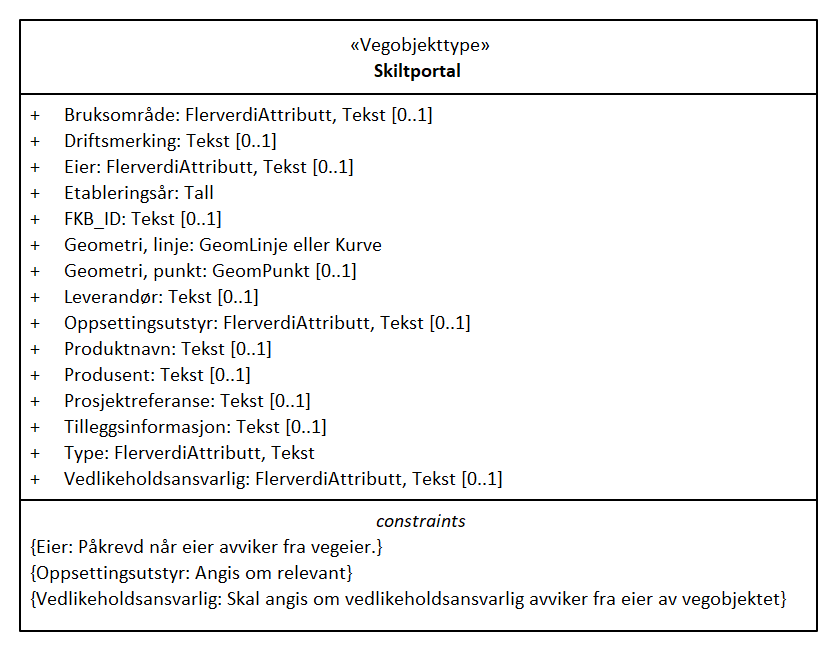 «Vegobjekttype»
Skiltportal
+ Bruksområde: FlerverdiAttributt, Tekst [0..1]
+ Driftsmerking: Tekst [0..1]
+ Eier: FlerverdiAttributt, Tekst [0..1]
+ Etableringsår: Tall
+ FKB_ID: Tekst [0..1]
+ Geometri, linje: GeomLinje eller Kurve
+ Geometri, punkt: GeomPunkt [0..1]
+ Leverandør: Tekst [0..1]
+ Oppsettingsutstyr: FlerverdiAttributt, Tekst [0..1]
+ Produktnavn: Tekst [0..1]
+ Produsent: Tekst [0..1]
+ Prosjektreferanse: Tekst [0..1]
+ Tilleggsinformasjon: Tekst [0..1]
+ Type: FlerverdiAttributt, Tekst
+ Vedlikeholdsansvarlig: FlerverdiAttributt, Tekst [0..1]
constraints
{Eier: Påkrevd når eier avviker fra vegeier.}
{Oppsettingsutstyr: Angis om relevant}
{Vedlikeholdsansvarlig: Skal angis om vedlikeholdsansvarlig avviker fra eier av vegobjektet}